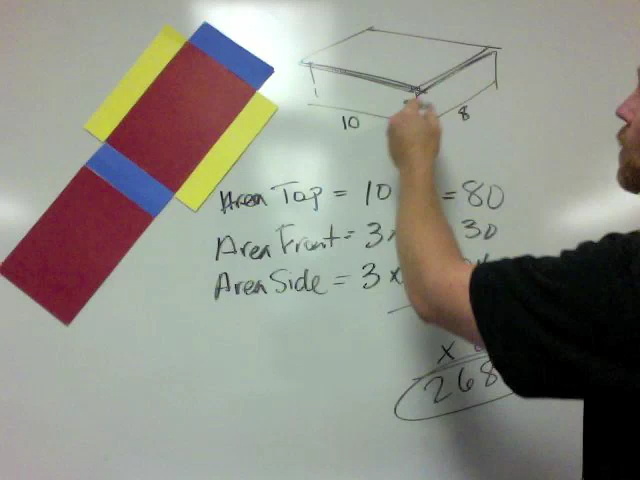 10 8
Area Top = 10 = 80
Area Front = 3 30
Area Side = 3 x
x
268